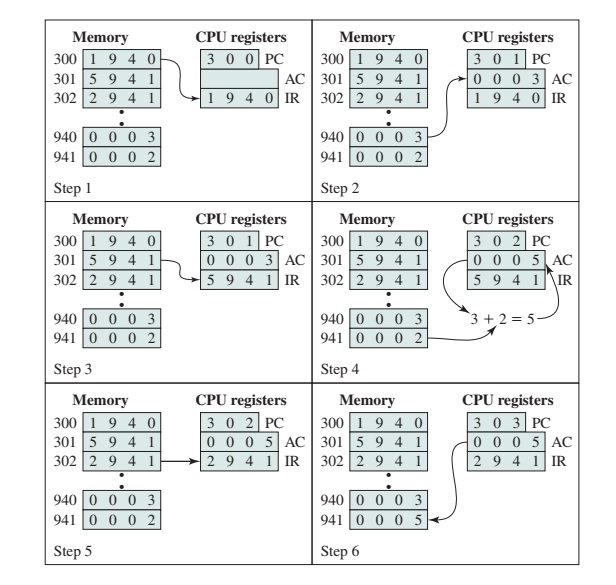 Memory CPU registers
300 1 9 4 0 3 0 0 PC
301 5 9 4 1 AC
302 2 9 4 1 1 9 4 0 IR
940 0 0 0 3
941 0 0 0 2
Step 1
Memory CPU registers
300 1 9 4 0 3 0 1 PC
301 5 9 4 1 0 0 0 3 AC
302 2 9 4 1 1 9 4 0 IR
940 0 0 0 3
941 0 0 0 2
Step 2
Memory CPU registers
300 1 9 4 0 3 0 1 PC
301 5 9 4 1 0 0 0 3 AC
302 2 9 4 1 5 9 4 1 IR
940 0 0 0 3
941 0 0 0 2
Step 3
Memory CPU registers
300 1 9 4 0 3 0 2 PC
301 5 9 4 1 0 0 0 5 AC
302 2 9 4 1 5 9 4 1 IR
940 0 0 0 3 3 + 2 = 5
941 0 0 0 2
Step 4
Memory CPU registers
300 1 9 4 0 3 0 2 PC
301 5 9 4 1 0 0 0 5 AC
302 2 9 4 1 2 9 4 1 IR
940 0 0 0 3
941 0 0 0 2
Step 5
Memory CPU registers
300 1 9 4 0 3 0 3 PC
301 5 9 4 1 0 0 0 5 AC
302 2 9 4 1 2 9 4 1 IR
940 0 0 0 3
941 0 0 0 5
Step 6